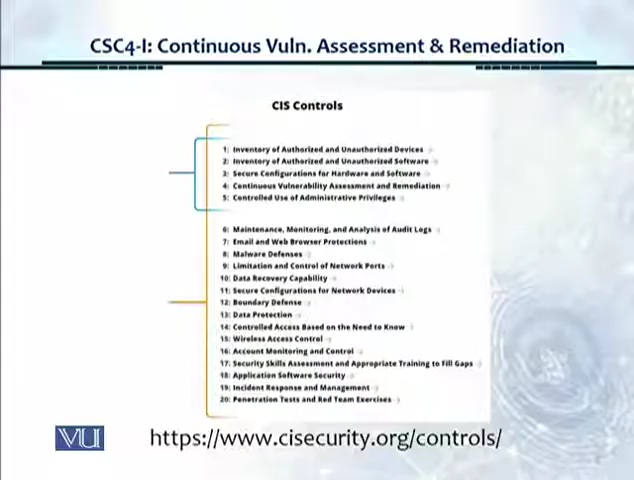 CSC4-I: Continuous Vuln. Assessment & Remediation
CIS Controls
1: Inventory of Authorized and Unauthorized Devices
2: Inventory of Authorized and Unauthorized Software
3: Secure Configurations for Hardware and Software
4: Continuous Vulnerability Assessment and Remediation
5: Controlled Use of Administrative Privileges
6: Maintenance, Monitoring, and Analysis of Audit Logs
7: Email and Web Browser Protections
8: Malware Defenses
9: Limitation and Control of Network Ports
10: Data Recovery Capability
11: Secure Configurations for Network Devices
12: Boundary Defense
13: Data Protection
14: Controlled Access Based on the Need to Know
15: Wireless Access Control
16: Account Monitoring and Control
17: Security Skills Assessment and Appropriate Training to Fill Gaps
18: Application Software Security
19: Incident Response and Management
20: Penetration Tests and Red Team Exercises
VU
https://www.cisecurity.org/controls/